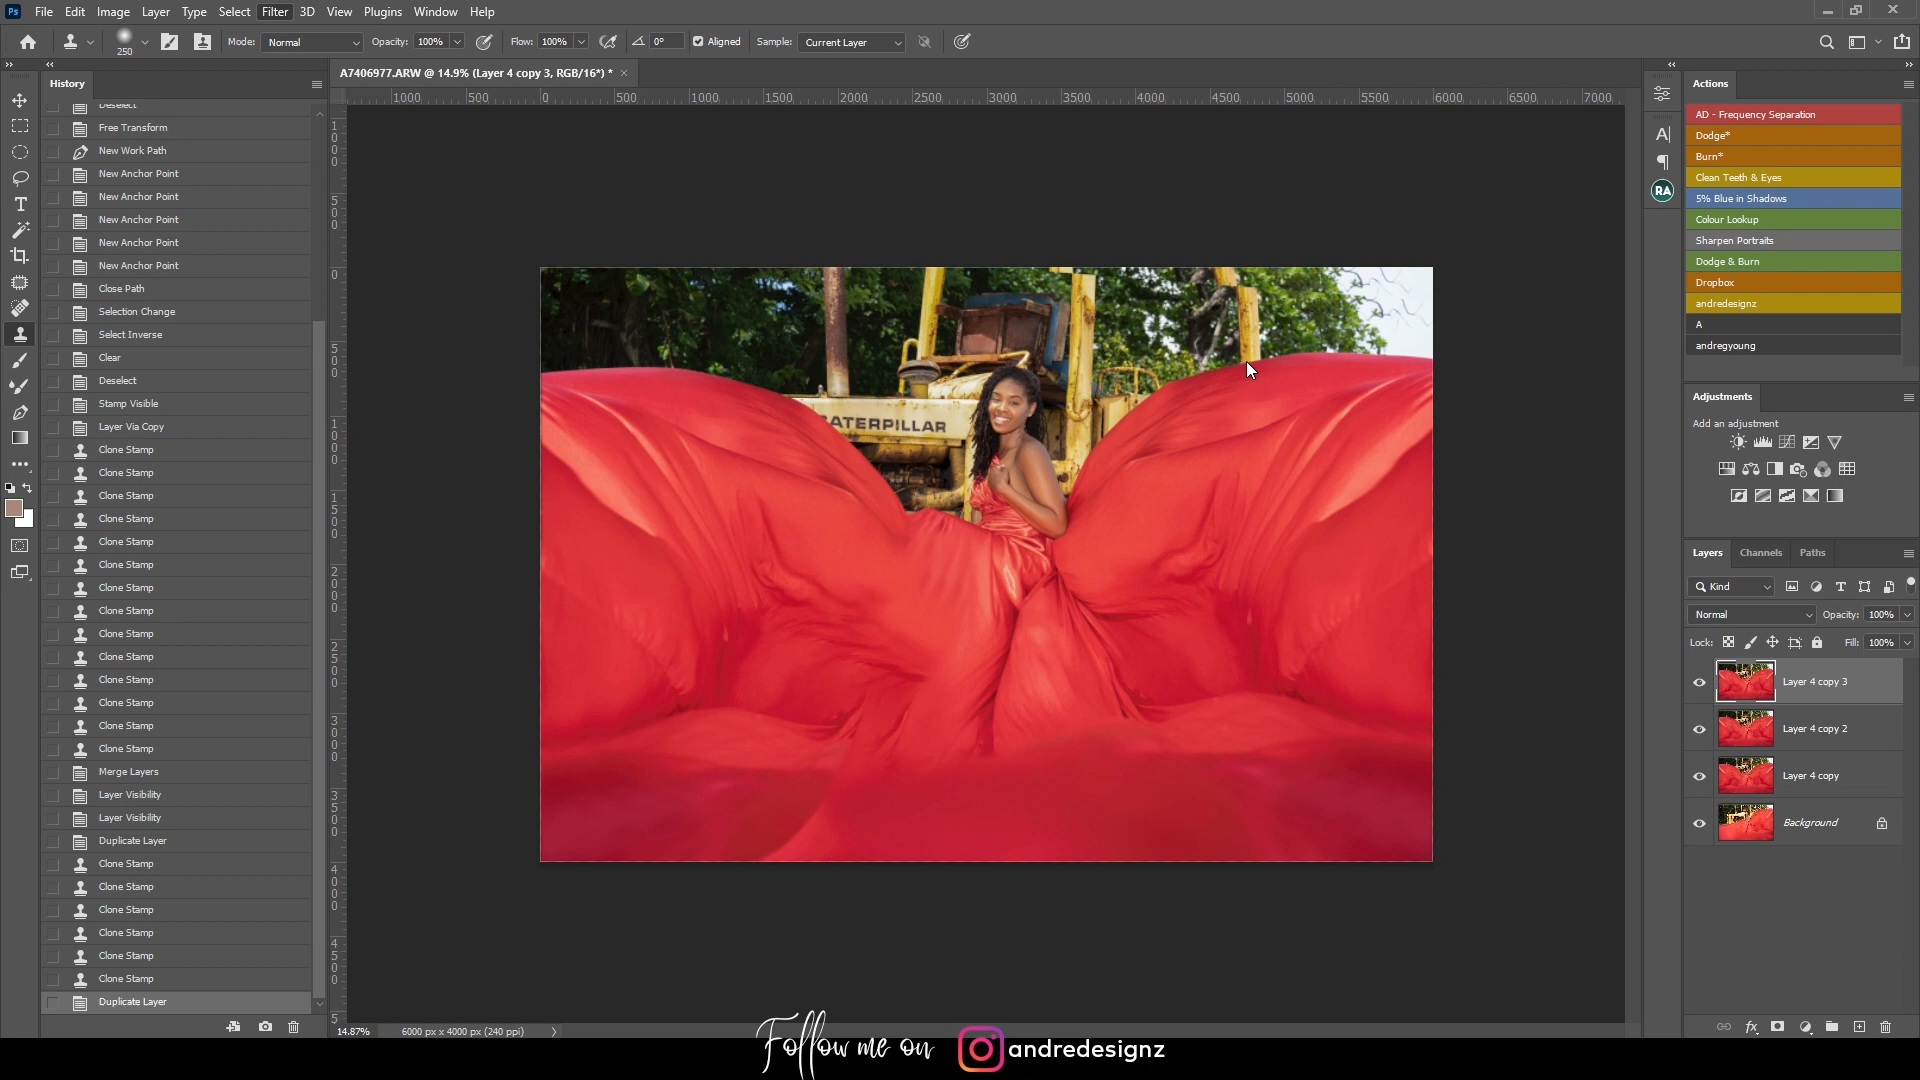 Ps File Edit Image Layer Type Select Filter 3D View Plugins Window Help
250 Mode: Normal Opacity: 100% Flow: 100% 0° Aligned Sample: Current Layer
History
A7406977.ARW @ 14.9% (Layer 4 copy 3, RGB/16*) *
1000 500 0 500 1000 1500 2000 2500 3000 3500 4000 4500 5000 5500 6000 6500 7000
Deselect
Free Transform
New Work Path
New Anchor Point
New Anchor Point
New Anchor Point
New Anchor Point
New Anchor Point
Close Path
Selection Change
Select Inverse
Clear
Deselect
Stamp Visible
Layer Via Copy
Clone Stamp
Clone Stamp
Clone Stamp
Clone Stamp
Clone Stamp
Clone Stamp
Clone Stamp
Clone Stamp
Clone Stamp
Clone Stamp
Clone Stamp
Clone Stamp
Clone Stamp
Clone Stamp
Merge Layers
Layer Visibility
Layer Visibility
Duplicate Layer
Clone Stamp
Clone Stamp
Clone Stamp
Clone Stamp
Clone Stamp
Clone Stamp
Duplicate Layer
CATERPILLAR
14.87% 6000 px x 4000 px (240 ppi)
RA
Actions
AD - Frequency Separation
Dodge*
Burn*
Clean Teeth & Eyes
5% Blue in Shadows
Colour Lookup
Sharpen Portraits
Dodge & Burn
Dropbox
andredesignz
A
andregyoung
Adjustments
Add an adjustment
Layers Channels Paths
Kind
Normal Opacity: 100%
Lock: Fill: 100%
Layer 4 copy 3
Layer 4 copy 2
Layer 4 copy
Background
Follow me on andredesignz